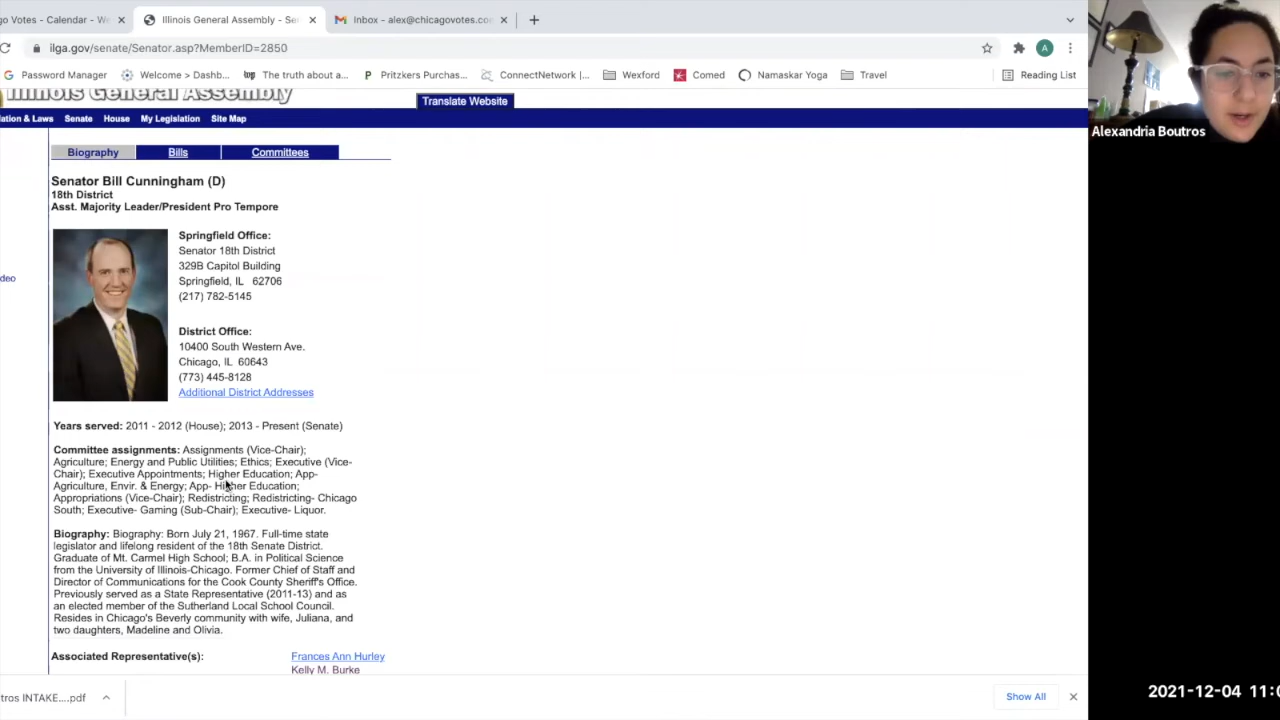 go Votes - Calendar - We
Illinois General Assembly - Sen
Inbox - alex@chicagovotes.co
ilga.gov/senate/Senator.asp?MemberID=2850
A
Password Manager
Welcome > Dashb...
The truth about a...
Pritzkers Purchas...
ConnectNetwork |...
Wexford
Comed
Namaskar Yoga
Travel
Reading List
Illinois General Assembly
Translate Website
lation & Laws Senate House My Legislation Site Map
Biography Bills Committees
Senator Bill Cunningham (D)
18th District
Asst. Majority Leader/President Pro Tempore
deo
Springfield Office:
Senator 18th District
329B Capitol Building
Springfield, IL 62706
(217) 782-5145
District Office:
10400 South Western Ave.
Chicago, IL 60643
(773) 445-8128
Additional District Addresses
Years served: 2011 - 2012 (House); 2013 - Present (Senate)
Committee assignments: Assignments (Vice-Chair);
Agriculture; Energy and Public Utilities; Ethics; Executive (Vice-
Chair); Executive Appointments; Higher Education; App-
Agriculture, Envir. & Energy; App- Higher Education;
Appropriations (Vice-Chair); Redistricting; Redistricting- Chicago
South; Executive- Gaming (Sub-Chair); Executive- Liquor.
Biography: Biography: Born July 21, 1967. Full-time state
legislator and lifelong resident of the 18th Senate District.
Graduate of Mt. Carmel High School; B.A. in Political Science
from the University of Illinois-Chicago. Former Chief of Staff and
Director of Communications for the Cook County Sheriff's Office.
Previously served as a State Representative (2011-13) and as
an elected member of the Sutherland Local School Council.
Resides in Chicago's Beverly community with wife, Juliana, and
two daughters, Madeline and Olivia.
Associated Representative(s): Frances Ann Hurley
Kelly M. Burke
tros INTAKE....pdf
Show All
Alexandria Boutros
2021-12-04 11:0